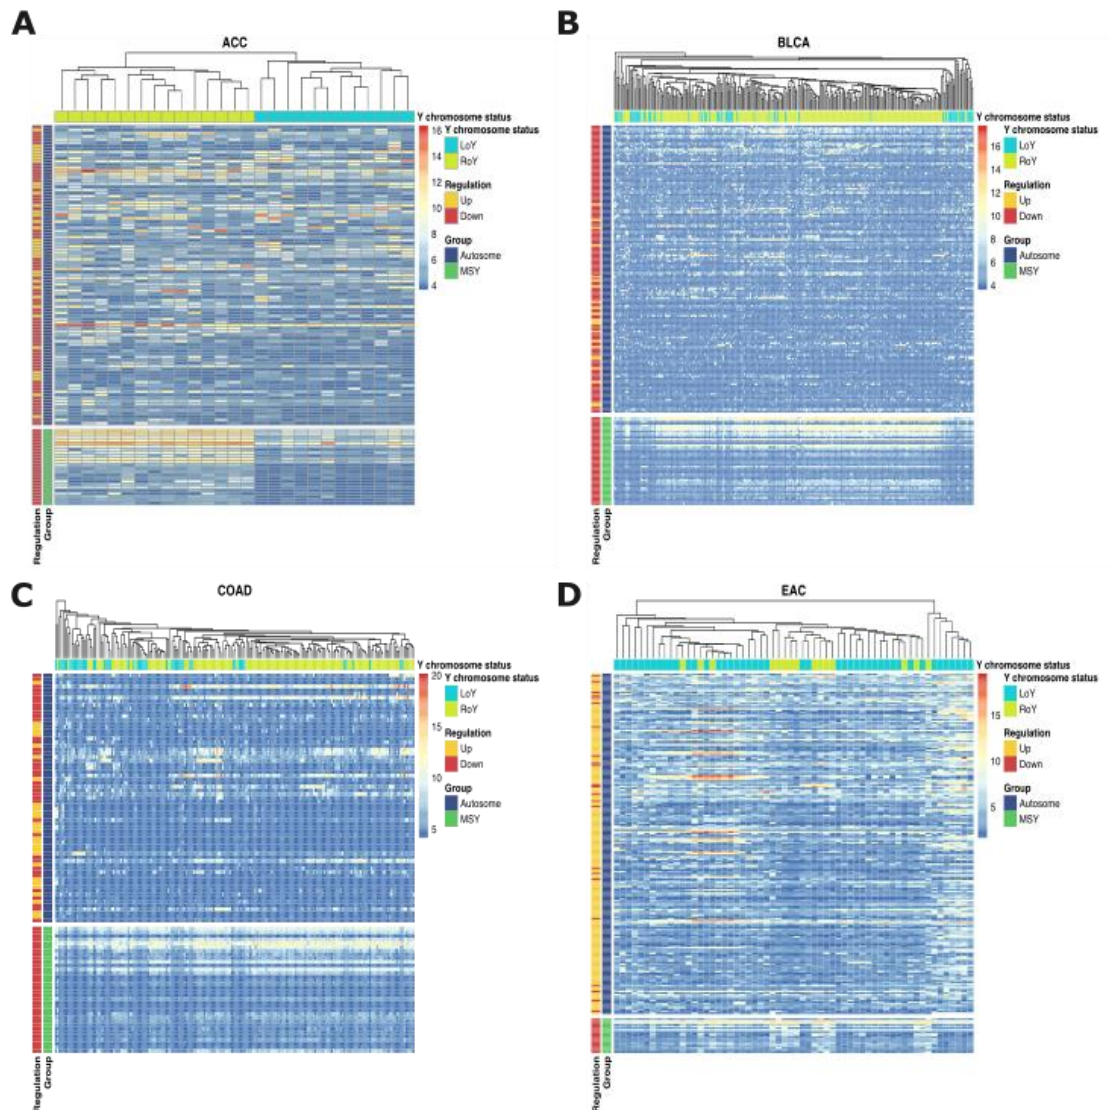 A
ACC
Y chromosome status
16
14
12
10
8
6
4
Y chromosome status
LoY
RoY
Regulation
Up
Down
Group
Autosome
MSY
Regulation
Group
B
BLCA
Y chromosome status
16
14
12
10
8
6
4
Y chromosome status
LoY
RoY
Regulation
Up
Down
Group
Autosome
MSY
Regulation
Group
C
COAD
Y chromosome status
20
15
10
5
Y chromosome status
LoY
RoY
Regulation
Up
Down
Group
Autosome
MSY
Regulation
Group
D
EAC
Y chromosome status
15
10
5
Y chromosome status
LoY
RoY
Regulation
Up
Down
Group
Autosome
MSY
Regulation
Group